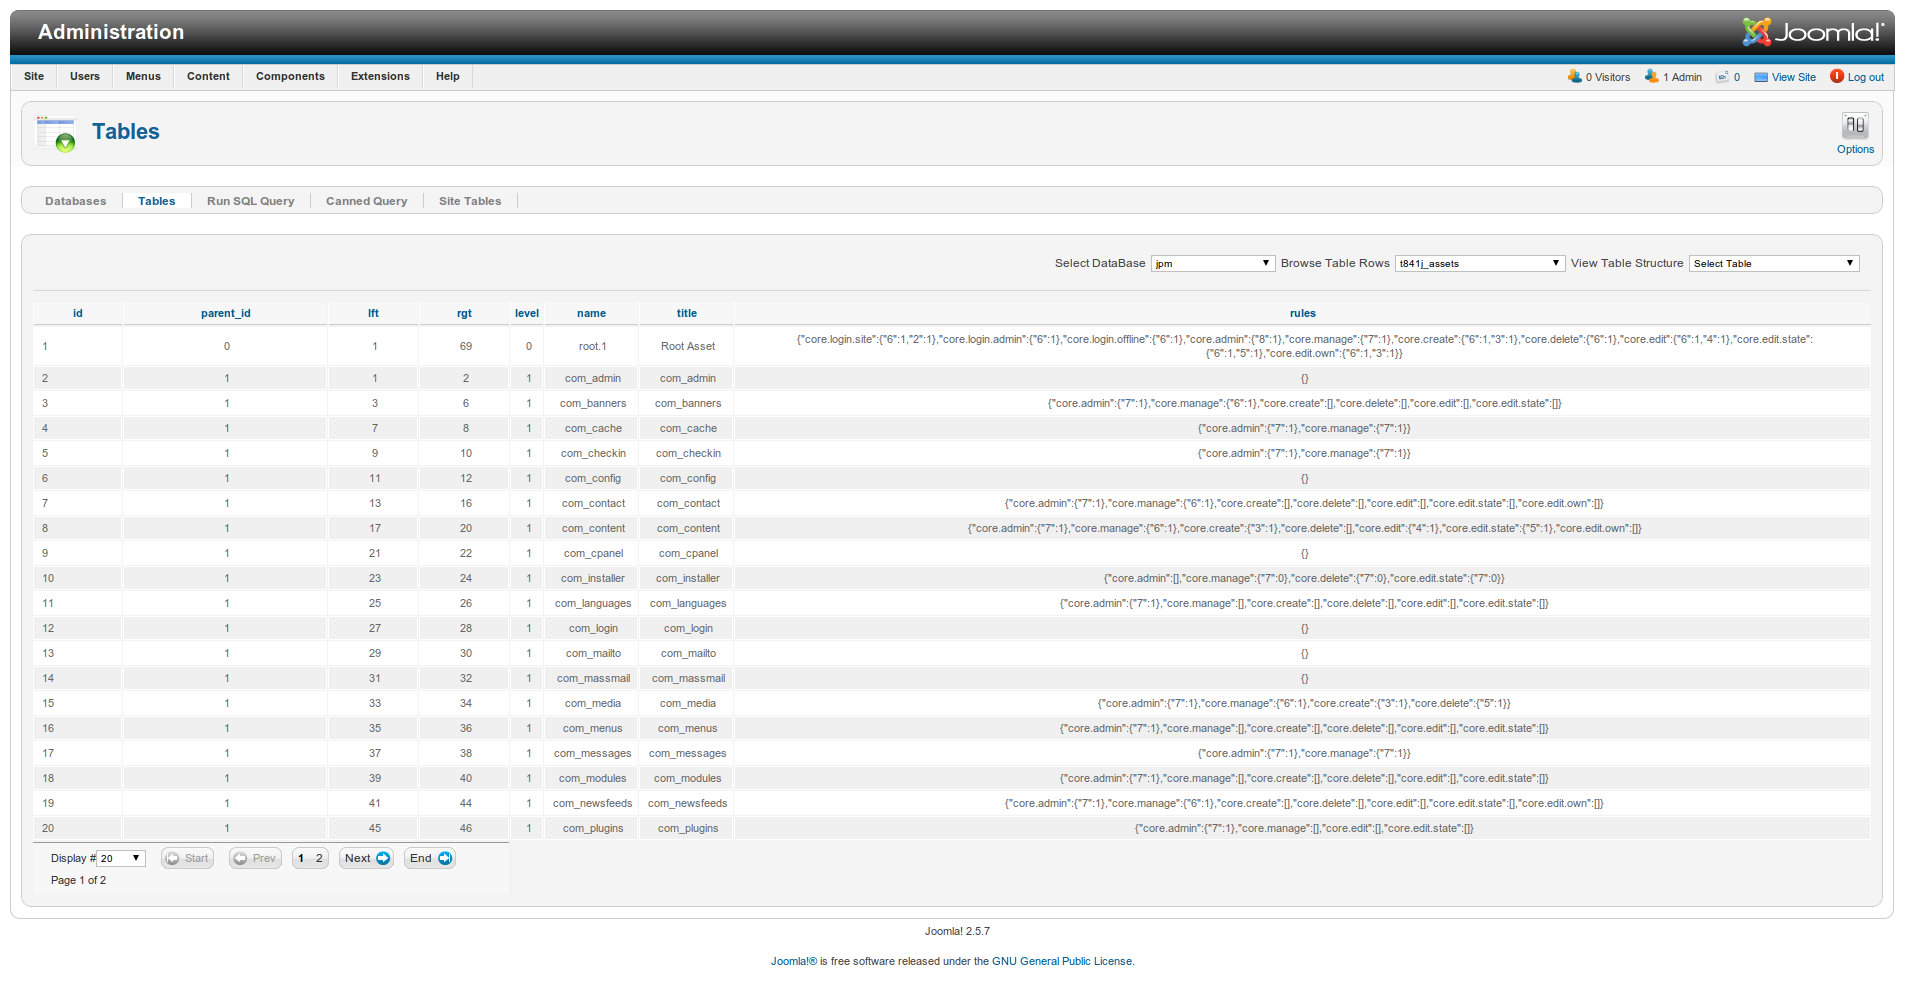 Administration
Joomla!
Site Users Menus Content Components Extensions Help 0 Visitors 1 Admin 0 View Site Log out
Tables
Options
Databases Tables Run SQL Query Canned Query Site Tables
Select DataBase jpm Browse Table Rows t841j_assets View Table Structure Select Table
id parent_id lft rgt level name title rules
1 0 1 69 0 root.1 Root Asset {"core.login.site":{"6":1,"2":1},"core.login.admin":{"6":1},"core.login.offline":{"6":1},"core.admin":{"8":1},"core.manage":{"7":1},"core.create":{"6":1,"3":1},"core.delete":{"6":1},"core.edit":{"6":1,"4":1},"core.edit.state":
{"6":1,"5":1},"core.edit.own":{"6":1,"3":1}}
2 1 1 2 1 com_admin com_admin {}
3 1 3 6 1 com_banners com_banners {"core.admin":{"7":1},"core.manage":{"6":1},"core.create":[],"core.delete":[],"core.edit":[],"core.edit.state":[]}
4 1 7 8 1 com_cache com_cache {"core.admin":{"7":1},"core.manage":{"7":1}}
5 1 9 10 1 com_checkin com_checkin {"core.admin":{"7":1},"core.manage":{"7":1}}
6 1 11 12 1 com_config com_config {}
7 1 13 16 1 com_contact com_contact {"core.admin":{"7":1},"core.manage":{"6":1},"core.create":[],"core.delete":[],"core.edit":[],"core.edit.state":[],"core.edit.own":[]}
8 1 17 20 1 com_content com_content {"core.admin":{"7":1},"core.manage":{"6":1},"core.create":{"3":1},"core.delete":[],"core.edit":{"4":1},"core.edit.state":{"5":1},"core.edit.own":[]}
9 1 21 22 1 com_cpanel com_cpanel {}
10 1 23 24 1 com_installer com_installer {"core.admin":[],"core.manage":{"7":0},"core.delete":{"7":0},"core.edit.state":{"7":0}}
11 1 25 26 1 com_languages com_languages {"core.admin":{"7":1},"core.manage":[],"core.create":[],"core.delete":[],"core.edit":[],"core.edit.state":[]}
12 1 27 28 1 com_login com_login {}
13 1 29 30 1 com_mailto com_mailto {}
14 1 31 32 1 com_massmail com_massmail {}
15 1 33 34 1 com_media com_media {"core.admin":{"7":1},"core.manage":{"6":1},"core.create":{"3":1},"core.delete":{"5":1}}
16 1 35 36 1 com_menus com_menus {"core.admin":{"7":1},"core.manage":[],"core.create":[],"core.delete":[],"core.edit":[],"core.edit.state":[]}
17 1 37 38 1 com_messages com_messages {"core.admin":{"7":1},"core.manage":{"7":1}}
18 1 39 40 1 com_modules com_modules {"core.admin":{"7":1},"core.manage":[],"core.create":[],"core.delete":[],"core.edit":[],"core.edit.state":[]}
19 1 41 44 1 com_newsfeeds com_newsfeeds {"core.admin":{"7":1},"core.manage":{"6":1},"core.create":[],"core.delete":[],"core.edit":[],"core.edit.state":[],"core.edit.own":[]}
20 1 45 46 1 com_plugins com_plugins {"core.admin":{"7":1},"core.manage":[],"core.edit":[],"core.edit.state":[]}
Display # 20 Start Prev 1 2 Next End
Page 1 of 2
Joomla! 2.5.7
Joomla!® is free software released under the GNU General Public License.